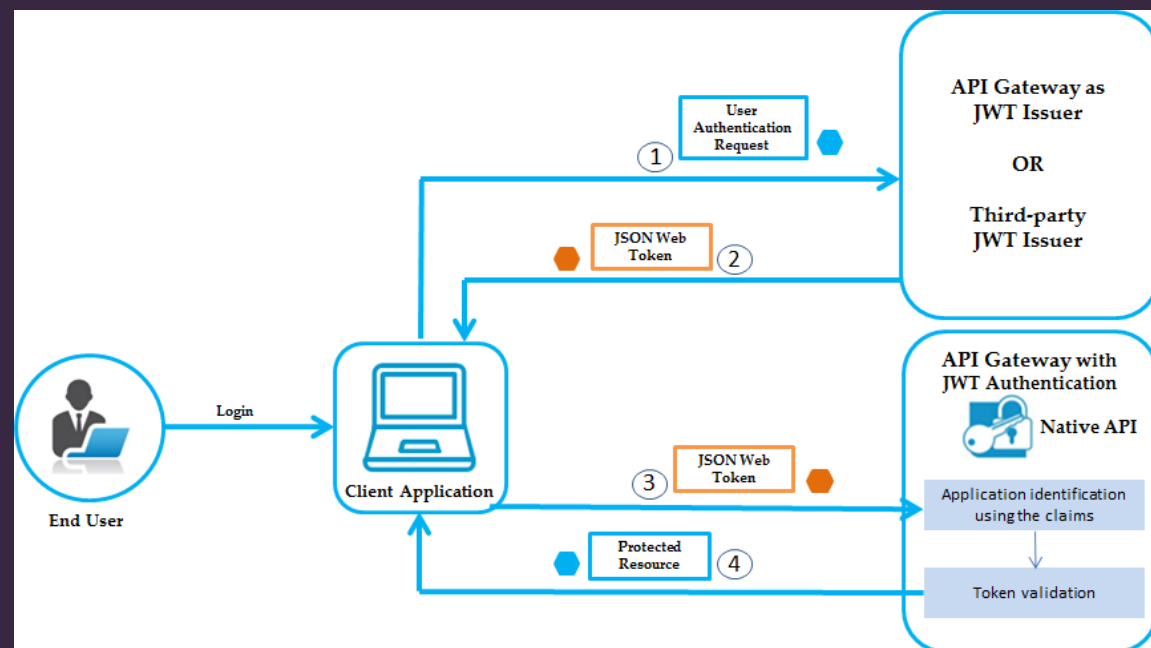 User
Authentication
Request
1
API Gateway as
JWT Issuer
OR
Third-party
JWT Issuer
JSON Web
Token
2
Login
End User
Client Application
API Gateway with
JWT Authentication
Native API
JSON Web
Token
3
Application identification
using the claims
Protected
Resource
4
Token validation